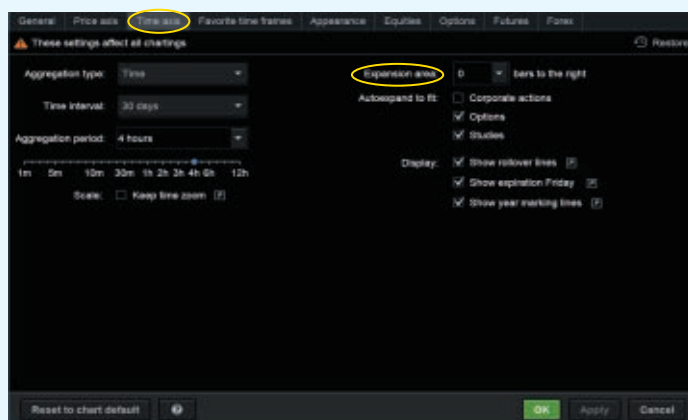 General Price axis Time axis Favorite time frames Appearance Equities Options Futures Forex
These settings affect all chartings Restore
Aggregation type: Time
Time interval: 30 days
Aggregation period: 4 hours
1m 5m 10m 30m 1h 2h 3h 4h 6h 12h
Scale: Keep time zoom
Expansion area: 0 bars to the right
Autoexpand to fit: Corporate actions
Options
Studies
Display: Show rollover lines
Show expiration Friday
Show year marking lines
Reset to chart default ? OK Apply Cancel